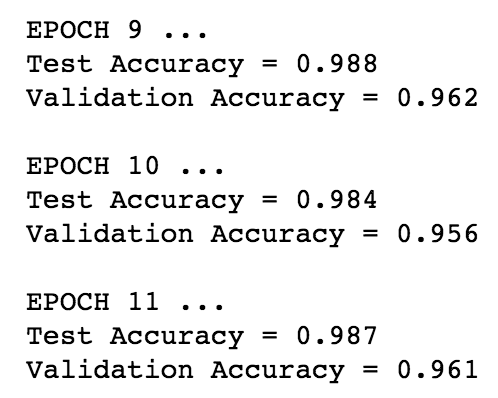 EPOCH 9 ...
Test Accuracy = 0.988
Validation Accuracy = 0.962
EPOCH 10 ...
Test Accuracy = 0.984
Validation Accuracy = 0.956
EPOCH 11 ...
Test Accuracy = 0.987
Validation Accuracy = 0.961